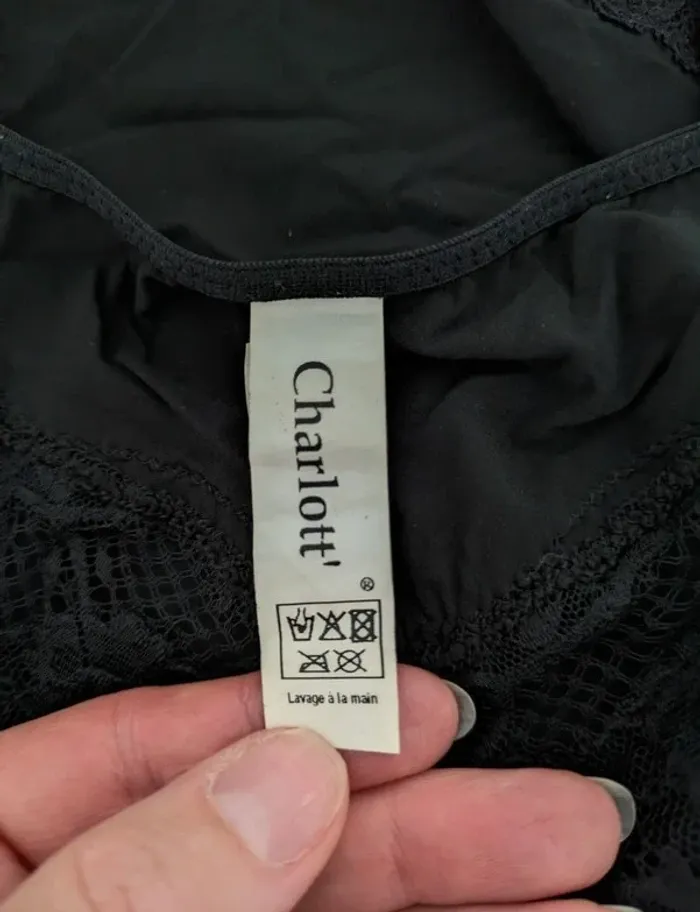 Charlott'
®
Lavage à la main